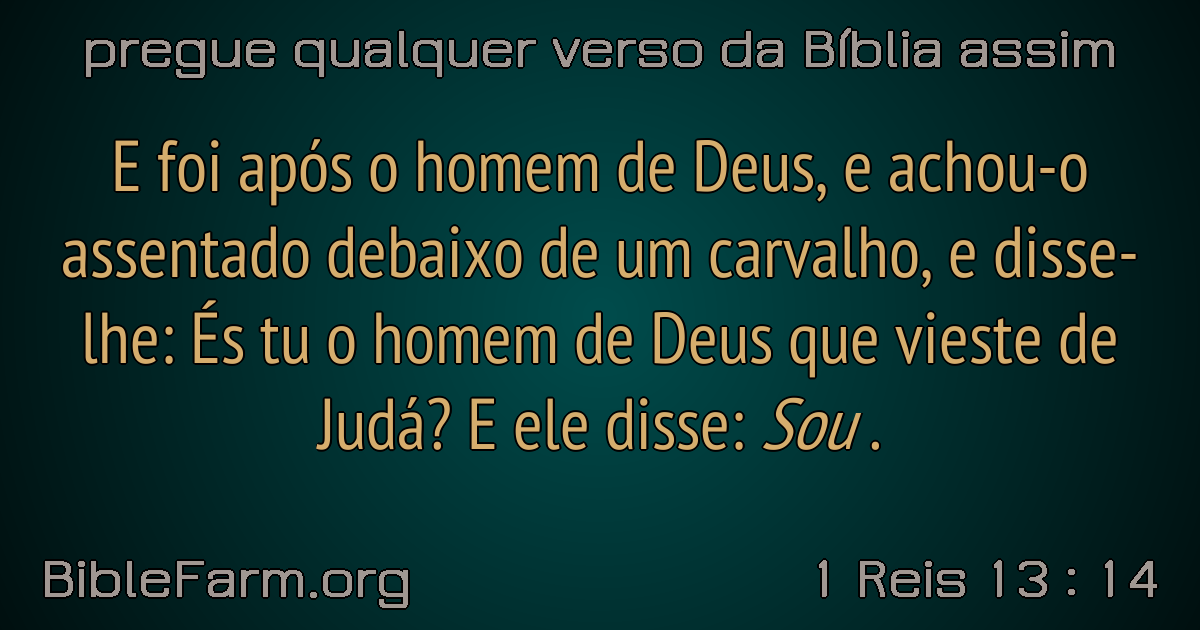 pregue qualquer verso da Bíblia assim
E foi após o homem de Deus, e achou-o
assentado debaixo de um carvalho, e disse-
lhe: És tu o homem de Deus que vieste de
Judá? E ele disse: Sou .
BibleFarm.org
1 Reis 13 : 14